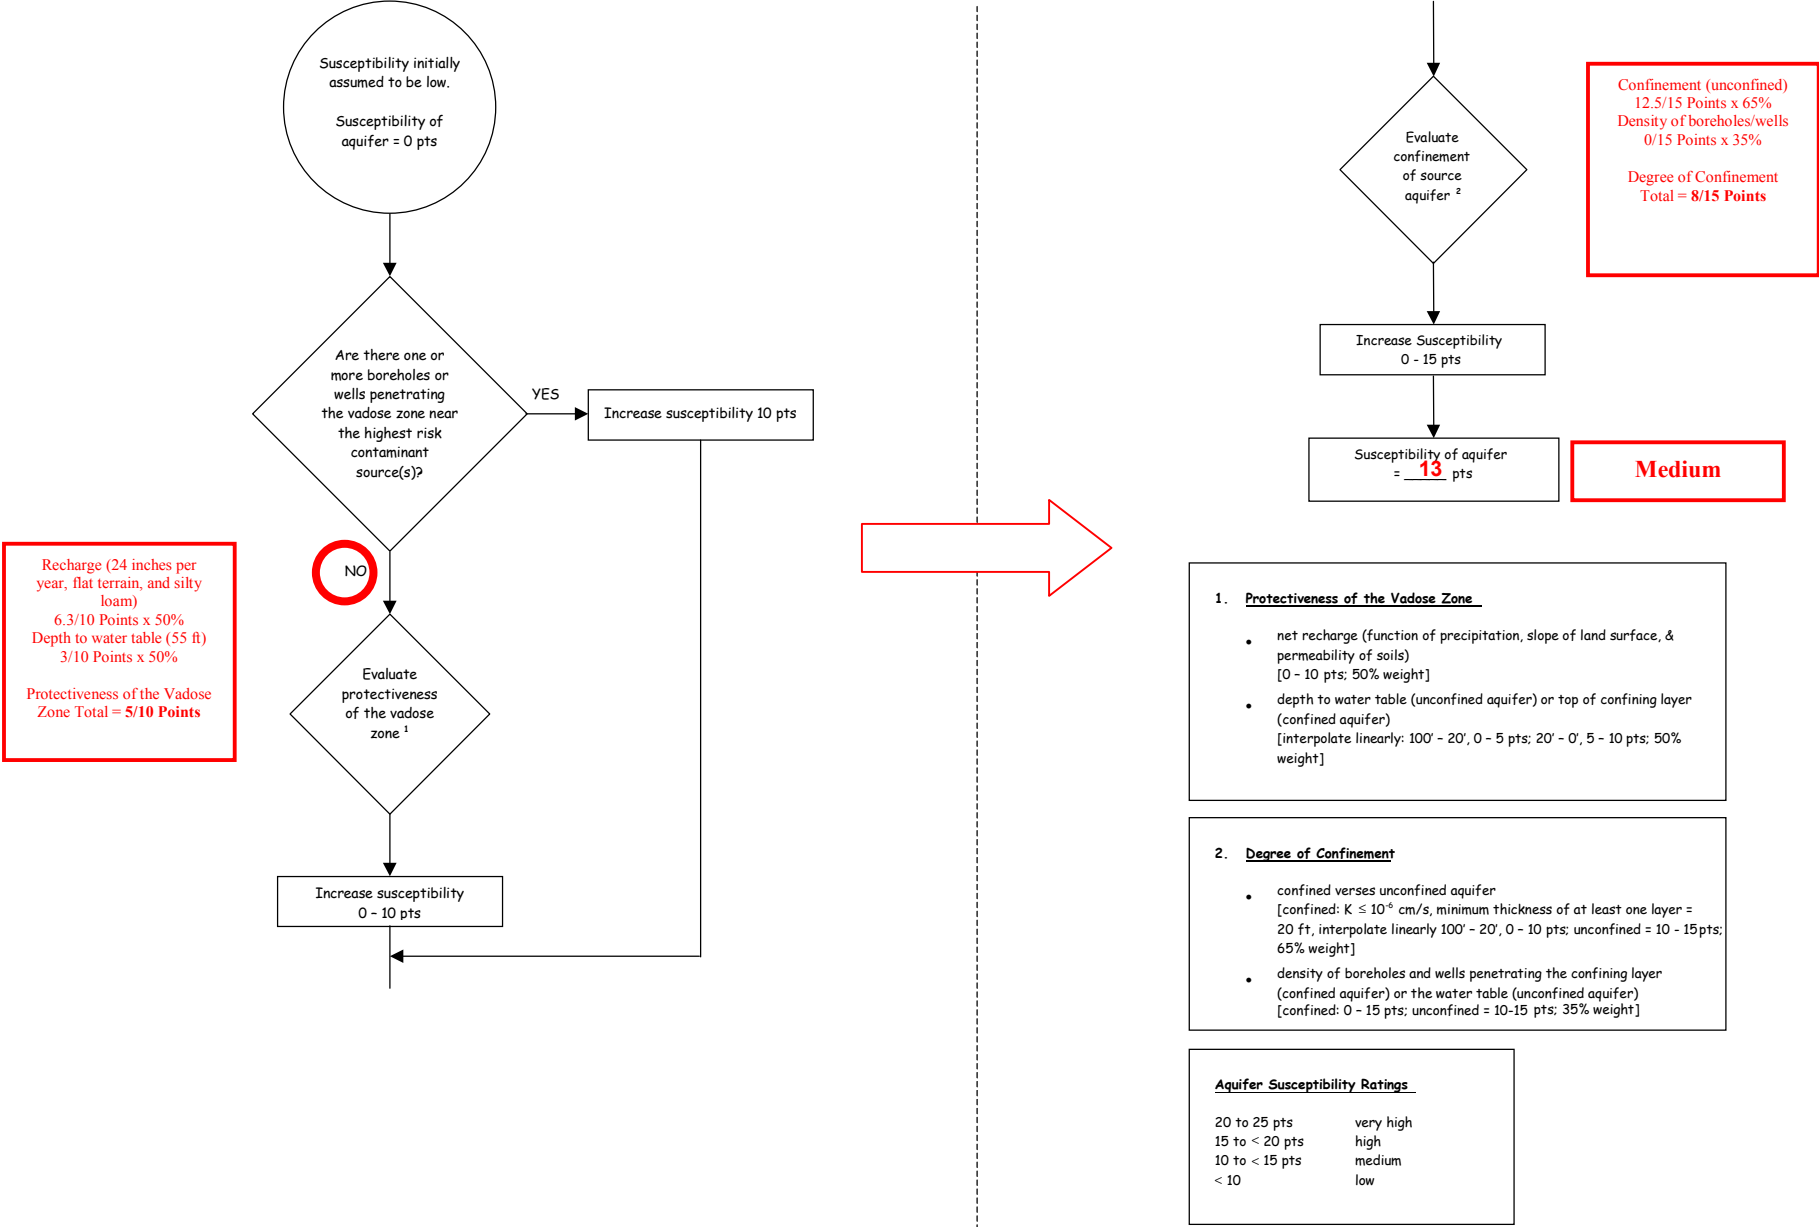 Susceptibility initially
assumed to be low.
Susceptibility of
aquifer = 0 pts
Are there one or
more boreholes or
wells penetrating
the vadose zone near
the highest risk
contaminant
source(s)?
YES
Increase susceptibility 10 pts
NO
Recharge (24 inches per
year, flat terrain, and silty
loam)
6.3/10 Points x 50%
Depth to water table (55 ft)
3/10 Points x 50%
Protectiveness of the Vadose
Zone Total = 5/10 Points
Evaluate
protectiveness
of the vadose
zone ¹
Increase susceptibility
0 – 10 pts
Evaluate
confinement
of source
aquifer ²
Confinement (unconfined)
12.5/15 Points x 65%
Density of boreholes/wells
0/15 Points x 35%
Degree of Confinement
Total = 8/15 Points
Increase Susceptibility
0 - 15 pts
Susceptibility of aquifer
= 13 pts
Medium
1. Protectiveness of the Vadose Zone
• net recharge (function of precipitation, slope of land surface, &
permeability of soils)
[0 – 10 pts; 50% weight]
• depth to water table (unconfined aquifer) or top of confining layer
(confined aquifer)
[interpolate linearly: 100’ – 20’, 0 – 5 pts; 20’ – 0’, 5 – 10 pts; 50%
weight]
2. Degree of Confinement
• confined verses unconfined aquifer
[confined: K ≤ 10⁻⁶ cm/s, minimum thickness of at least one layer =
20 ft, interpolate linearly 100’ – 20’, 0 – 10 pts; unconfined = 10 - 15 pts;
65% weight]
• density of boreholes and wells penetrating the confining layer
(confined aquifer) or the water table (unconfined aquifer)
[confined: 0 – 15 pts; unconfined = 10-15 pts; 35% weight]
Aquifer Susceptibility Ratings
20 to 25 pts very high
15 to < 20 pts high
10 to < 15 pts medium
< 10 low